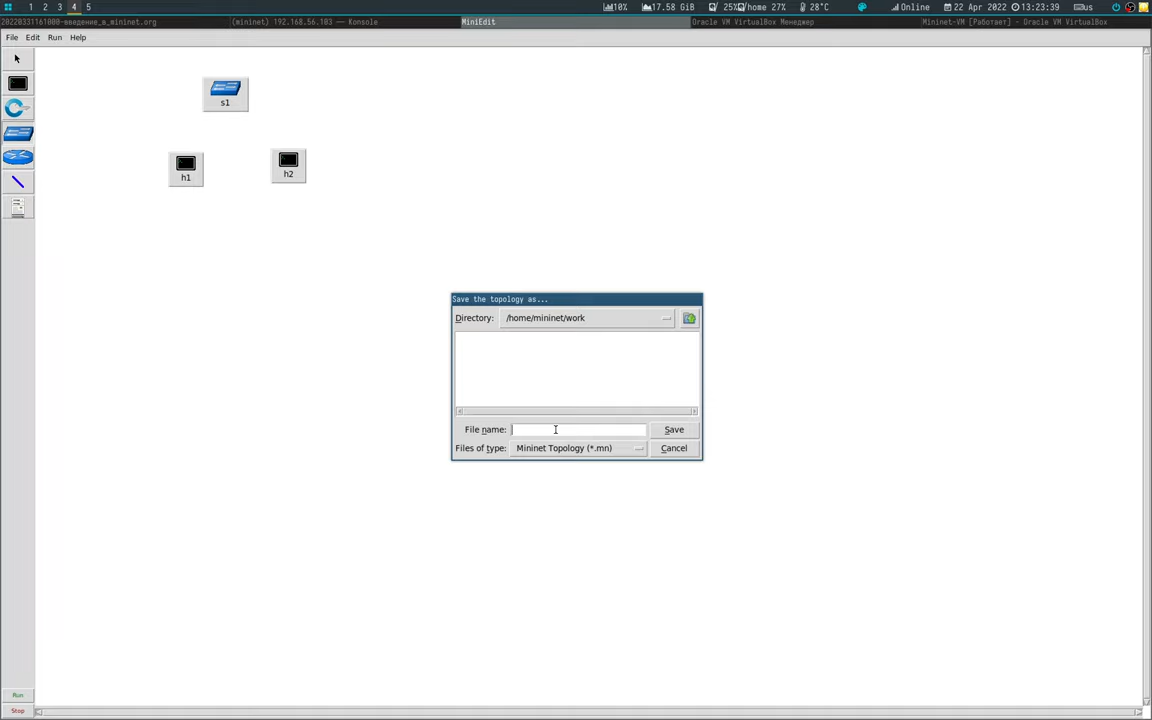 1 2 3 4 5 10% 17.58 GiB 25% /home 27% 28°C Online 22 Apr 2022 13:23:39 us
20220331161000-введение_в_mininet.org (mininet) 192.168.56.103 — Konsole MiniEdit Oracle VM VirtualBox Менеджер Mininet-VM [Работает] - Oracle VM VirtualBox
File Edit Run Help
s1
h1
h2
Save the topology as...
Directory: /home/mininet/work
File name: Save
Files of type: Mininet Topology (*.mn) Cancel
Run
Stop